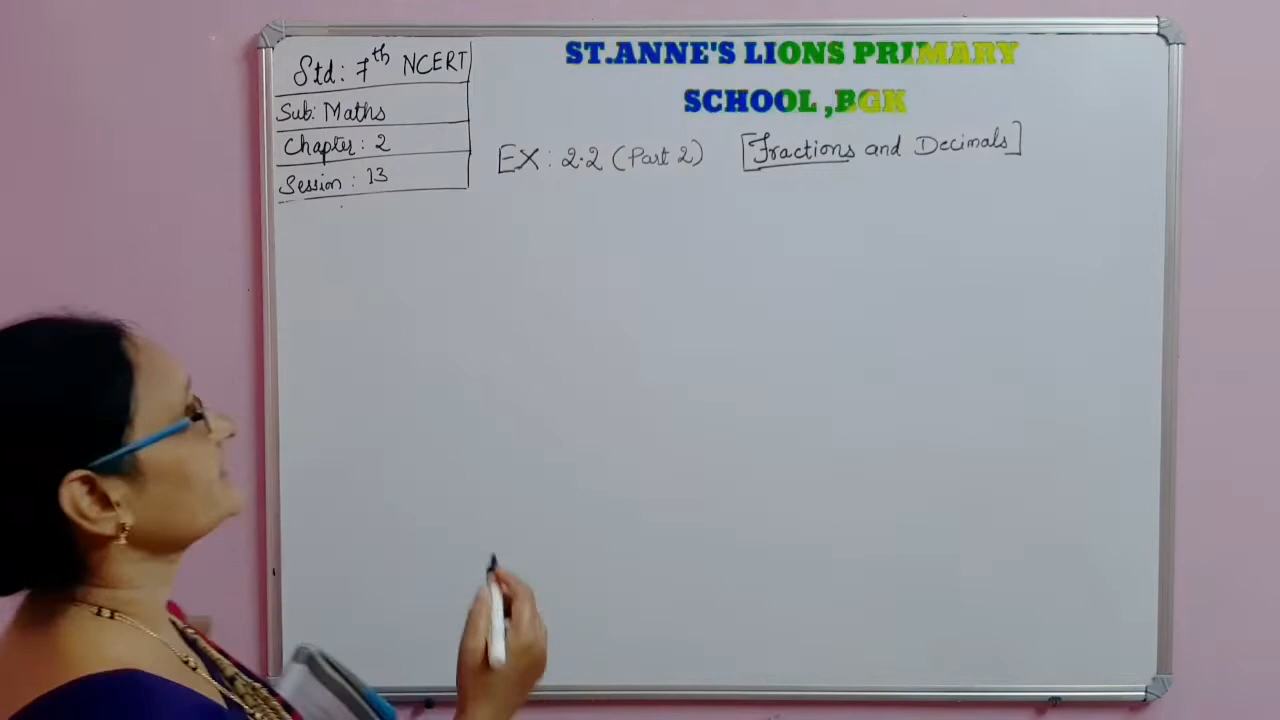 ST.ANNE'S LIONS PRIMARY
SCHOOL ,BGK
Std: 7th NCERT
Sub: Maths
Chapter: 2
Session: 13
EX: 2.2 (Part 2) [Fractions and Decimals]